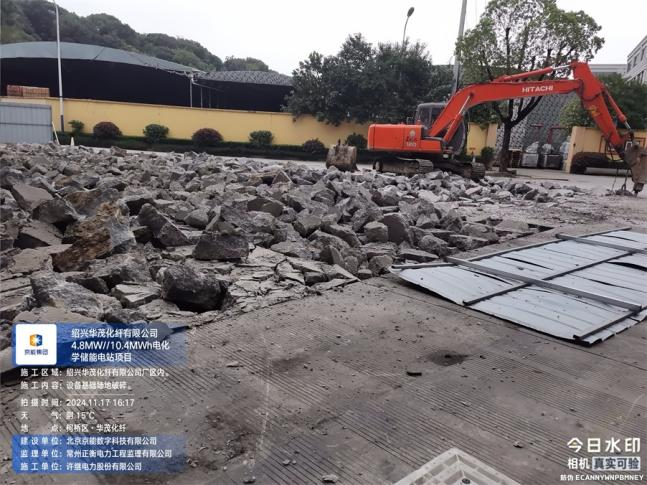 HITACHI
京能集团
绍兴华茂化纤有限公司
4.8MW//10.4MWh电化
学储能电站项目
施工区域：绍兴华茂化纤有限公司厂区内。
施工内容：设备基础场地破碎。
拍摄时间：2024.11.17 16:17
天 气：阴 15℃
地 点：柯桥区·华茂化纤
建设单位：北京京能数字科技有限公司
监理单位：常州正衡电力工程监理有限公司
施工单位：许继电力股份有限公司
今日水印
相机 真实可验
防伪 ECANNYWNPBMNEY